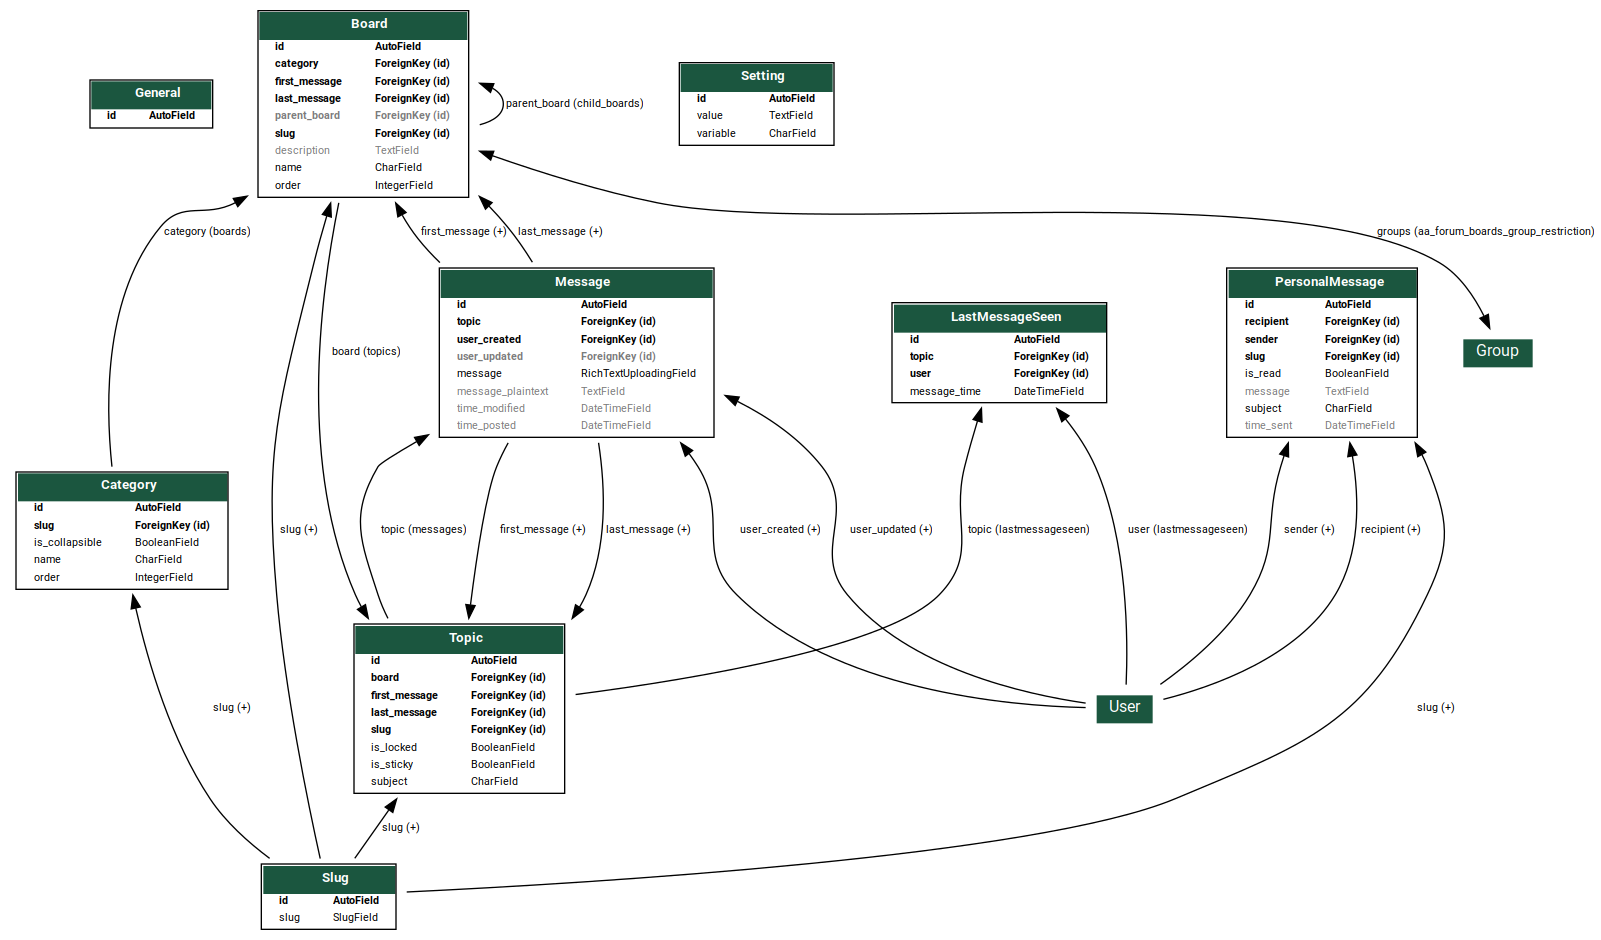 Board
id AutoField
category ForeignKey (id)
first_message ForeignKey (id)
last_message ForeignKey (id)
parent_board ForeignKey (id)
slug ForeignKey (id)
description TextField
name CharField
order IntegerField
General
id AutoField
parent_board (child_boards)
Setting
id AutoField
value TextField
variable CharField
category (boards)
first_message (+)
last_message (+)
groups (aa_forum_boards_group_restriction)
Message
id AutoField
topic ForeignKey (id)
user_created ForeignKey (id)
user_updated ForeignKey (id)
message RichTextUploadingField
message_plaintext TextField
time_modified DateTimeField
time_posted DateTimeField
LastMessageSeen
id AutoField
topic ForeignKey (id)
user ForeignKey (id)
message_time DateTimeField
PersonalMessage
id AutoField
recipient ForeignKey (id)
sender ForeignKey (id)
slug ForeignKey (id)
is_read BooleanField
message TextField
subject CharField
time_sent DateTimeField
Group
board (topics)
Category
id AutoField
slug ForeignKey (id)
is_collapsible BooleanField
name CharField
order IntegerField
slug (+)
topic (messages)
first_message (+)
last_message (+)
user_created (+)
user_updated (+)
topic (lastmessageseen)
user (lastmessageseen)
sender (+)
recipient (+)
Topic
id AutoField
board ForeignKey (id)
first_message ForeignKey (id)
last_message ForeignKey (id)
slug ForeignKey (id)
is_locked BooleanField
is_sticky BooleanField
subject CharField
User
slug (+)
slug (+)
slug (+)
Slug
id AutoField
slug SlugField